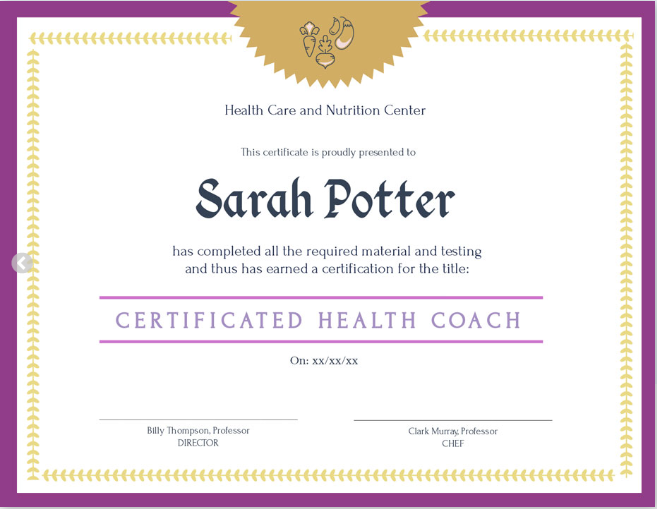 Health Care and Nutrition Center
This certificate is proudly presented to
Sarah Potter
has completed all the required material and testing
and thus has earned a certification for the title:
CERTIFICATED HEALTH COACH
On: xx/xx/xx
Billy Thompson, Professor
DIRECTOR
Clark Murray, Professor
CHEF